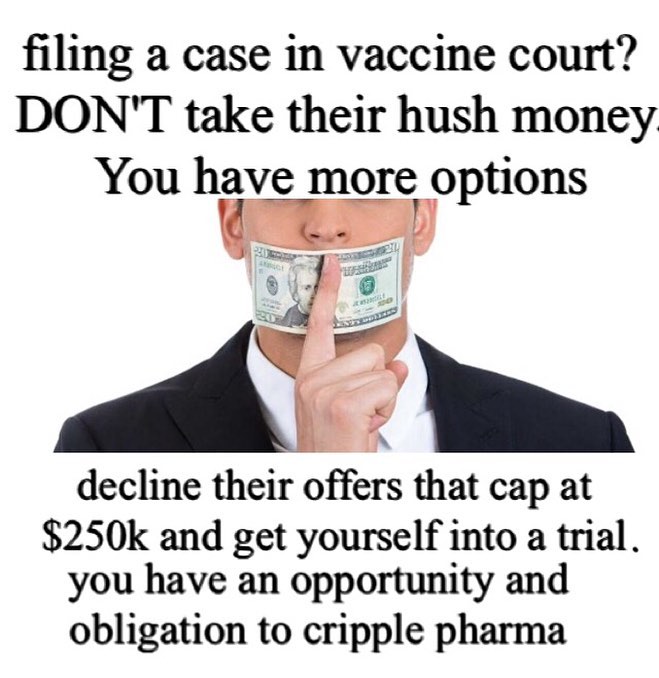 filing a case in vaccine court?
DON'T take their hush money.
You have more options
decline their offers that cap at
$250k and get yourself into a trial.
you have an opportunity and
obligation to cripple pharma